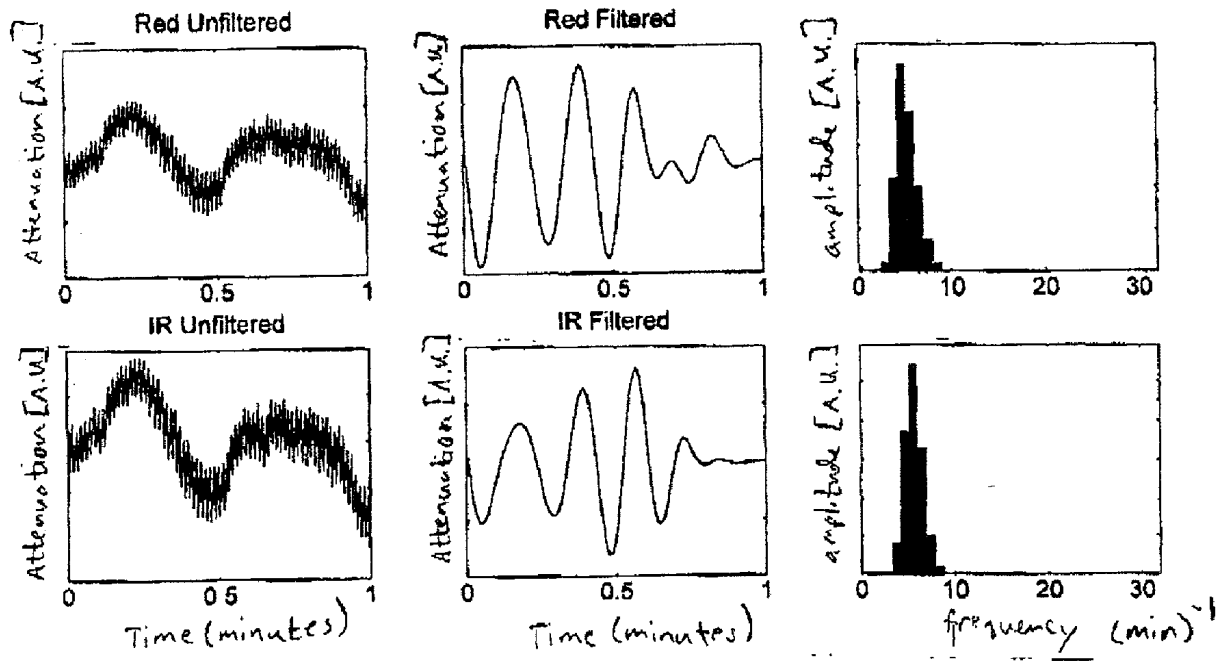 Red Unfiltered
Attenuation [A.U.]
0 0.5 1
Red Filtered
Attenuation [A.U.]
0 0.5 1
amplitude [A.U.]
0 10 20 30
IR Unfiltered
Attenuation [A.U.]
0 0 5 1
Time (minutes)
IR Filtered
Attenuation [A.U.]
0 0.5 1
Time (minutes)
amplitude [A.U.]
0 10 20 30
frequency (min)⁻¹